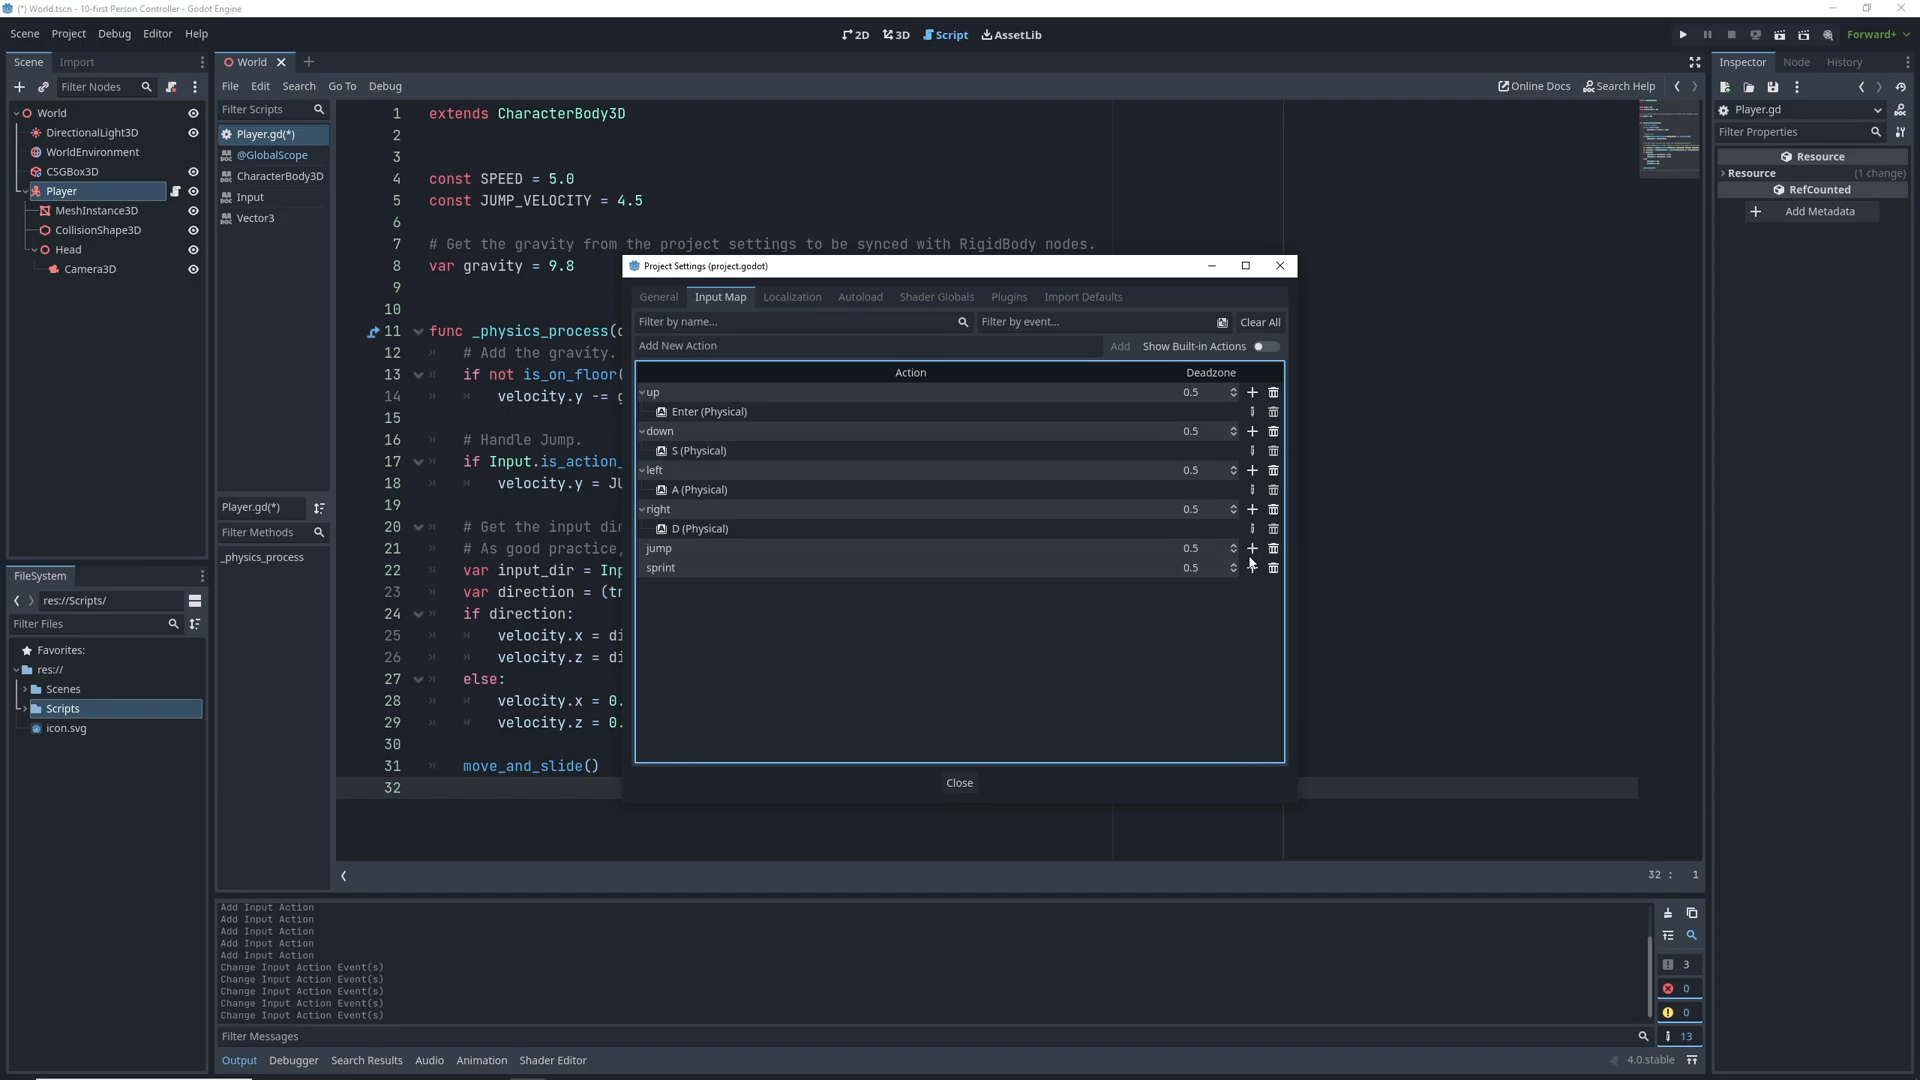 (*) World.tscn - 10-first Person Controller - Godot Engine
Scene Project Debug Editor Help
2D 3D Script AssetLib
Forward+
Scene Import
Filter Nodes
World
DirectionalLight3D
WorldEnvironment
CSGBox3D
Player
MeshInstance3D
CollisionShape3D
Head
Camera3D
FileSystem
res://Scripts/
Filter Files
Favorites:
res://
Scenes
Scripts
icon.svg
World
File Edit Search Go To Debug
Online Docs Search Help
Filter Scripts
Player.gd(*)
@GlobalScope
CharacterBody3D
Input
Vector3
Player.gd(*)
Filter Methods
_physics_process
1 extends CharacterBody3D
2
3
4 const SPEED = 5.0
5 const JUMP_VELOCITY = 4.5
6
7 # Get the gravity from the project settings to be synced with RigidBody nodes.
8 var gravity = 9.8
9
10
11 func _physics_process(
12 # Add the gravity.
13 if not is_on_floor(
14 velocity.y -= g
15
16 # Handle Jump.
17 if Input.is_action_
18 velocity.y = JU
19
20 # Get the input dir
21 # As good practice,
22 var input_dir = Inp
23 var direction = (tr
24 if direction:
25 velocity.x = di
26 velocity.z = di
27 else:
28 velocity.x = 0.
29 velocity.z = 0.
30
31 move_and_slide()
32
32 : 1
Project Settings (project.godot)
General Input Map Localization Autoload Shader Globals Plugins Import Defaults
Filter by name... Filter by event... Clear All
Add New Action Add Show Built-in Actions
Action Deadzone
up 0.5
Enter (Physical)
down 0.5
S (Physical)
left 0.5
A (Physical)
right 0.5
D (Physical)
jump 0.5
sprint 0.5
Close
Add Input Action
Add Input Action
Add Input Action
Add Input Action
Add Input Action
Change Input Action Event(s)
Change Input Action Event(s)
Change Input Action Event(s)
Change Input Action Event(s)
Change Input Action Event(s)
3
0
0
13
Filter Messages
Output Debugger Search Results Audio Animation Shader Editor
4.0.stable
Inspector Node History
Player.gd
Filter Properties
Resource
Resource (1 change)
RefCounted
Add Metadata